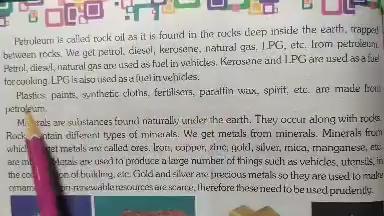 Petroleum is called rock oil as it is found in the rocks deep inside the earth, trapped
between rocks. We get petrol, diesel, kerosene, natural gas, LPG, etc. from petroleum.
Petrol, diesel, natural gas are used as fuel in vehicles. Kerosene and LPG are used as a fuel
for cooking. LPG is also used as a fuel in vehicles.
Plastics, paints, synthetic cloths, fertilisers, paraffin wax, spirit, etc. are made from
petroleum.
are substances found naturally under the earth. They occur along with rocks.
different types of minerals. We get metals from minerals. Minerals from
metals are called ores. Iron, copper, zinc, gold, silver, mica, manganese, etc.
are Metals are used to produce a large number of things such as vehicles, utensils, in
the of building, etc. Gold and silver are precious metals so they are used to make
resources are scarce, therefore these need to be used prudently.